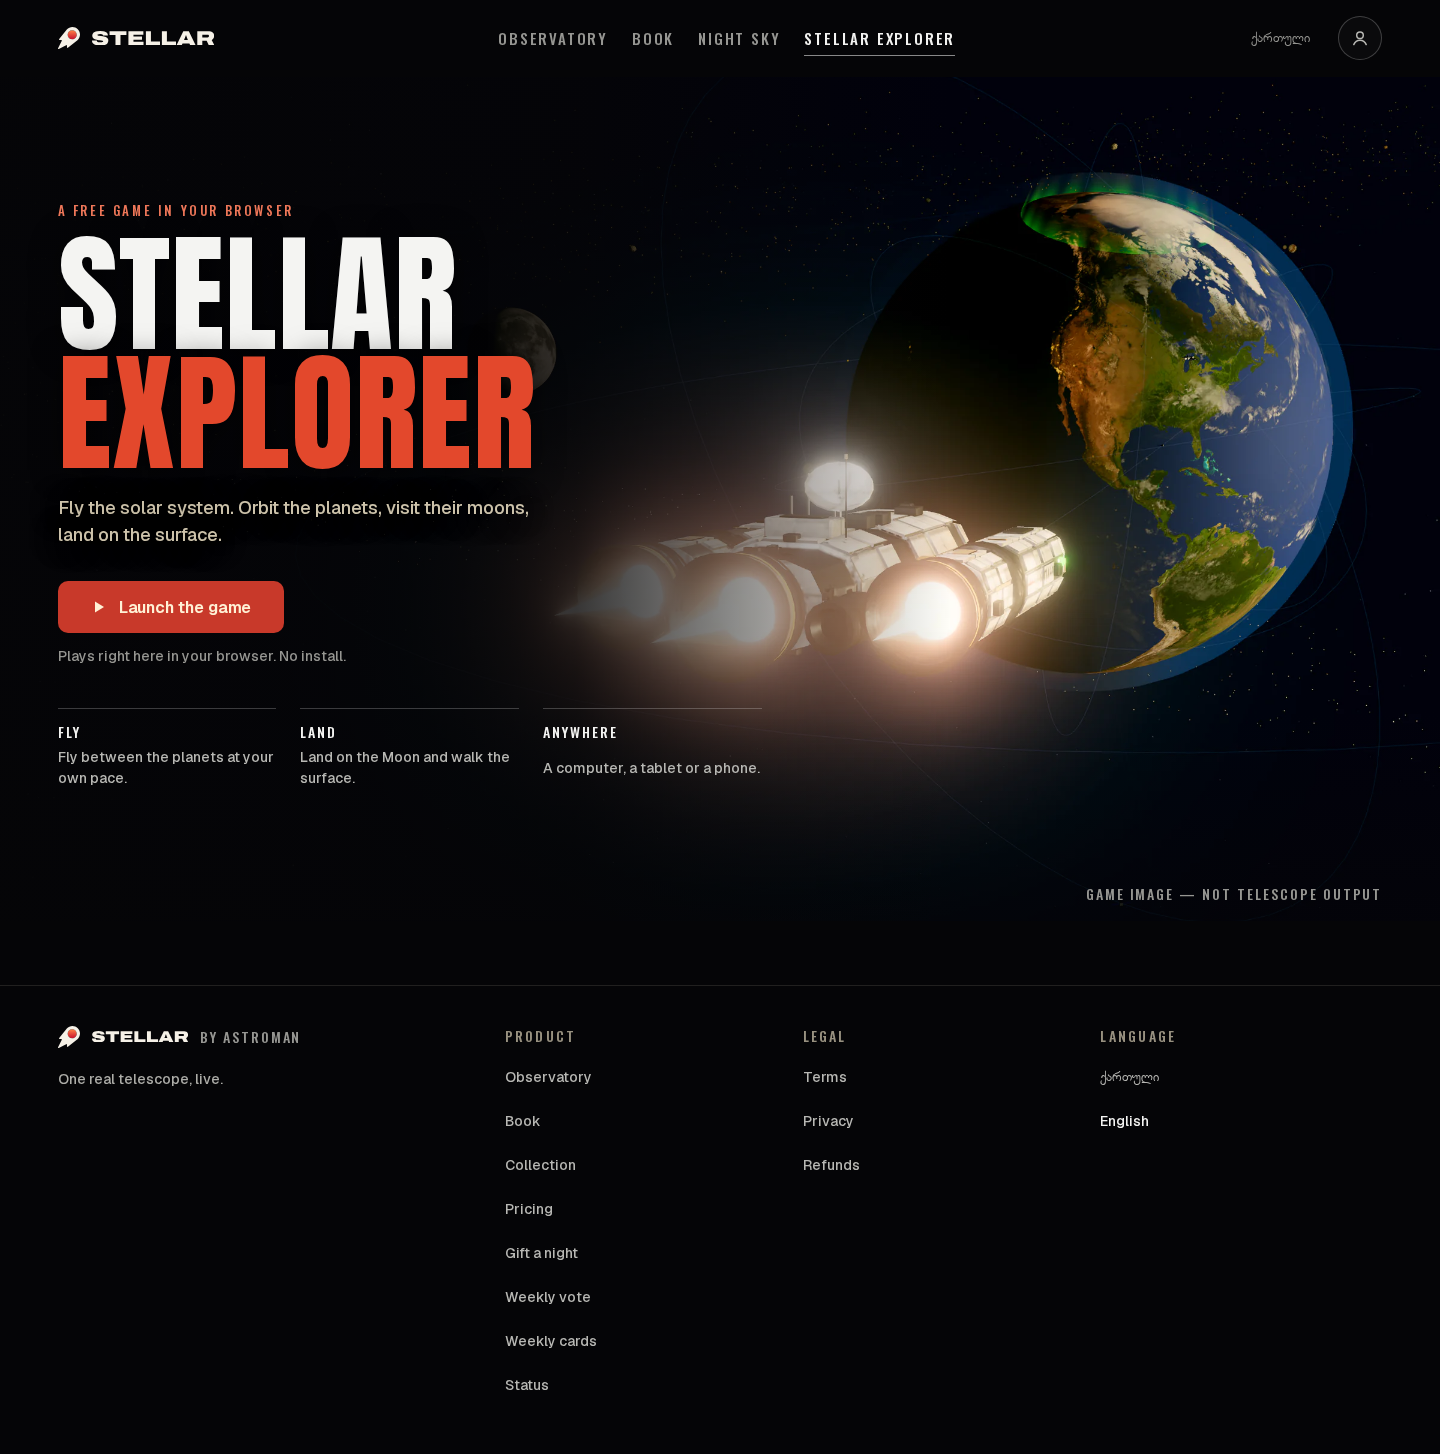 STELLAR
OBSERVATORY
BOOK
NIGHT SKY
STELLAR EXPLORER
ქართული
A FREE GAME IN YOUR BROWSER
STELLAR
EXPLORER
Fly the solar system. Orbit the planets, visit their moons,
land on the surface.
Launch the game
Plays right here in your browser. No install.
FLY
Fly between the planets at your
own pace.
LAND
Land on the Moon and walk the
surface.
ANYWHERE
A computer, a tablet or a phone.
GAME IMAGE — NOT TELESCOPE OUTPUT
STELLAR BY ASTROMAN
One real telescope, live.
PRODUCT
Observatory
Book
Collection
Pricing
Gift a night
Weekly vote
Weekly cards
Status
LEGAL
Terms
Privacy
Refunds
LANGUAGE
ქართული
English